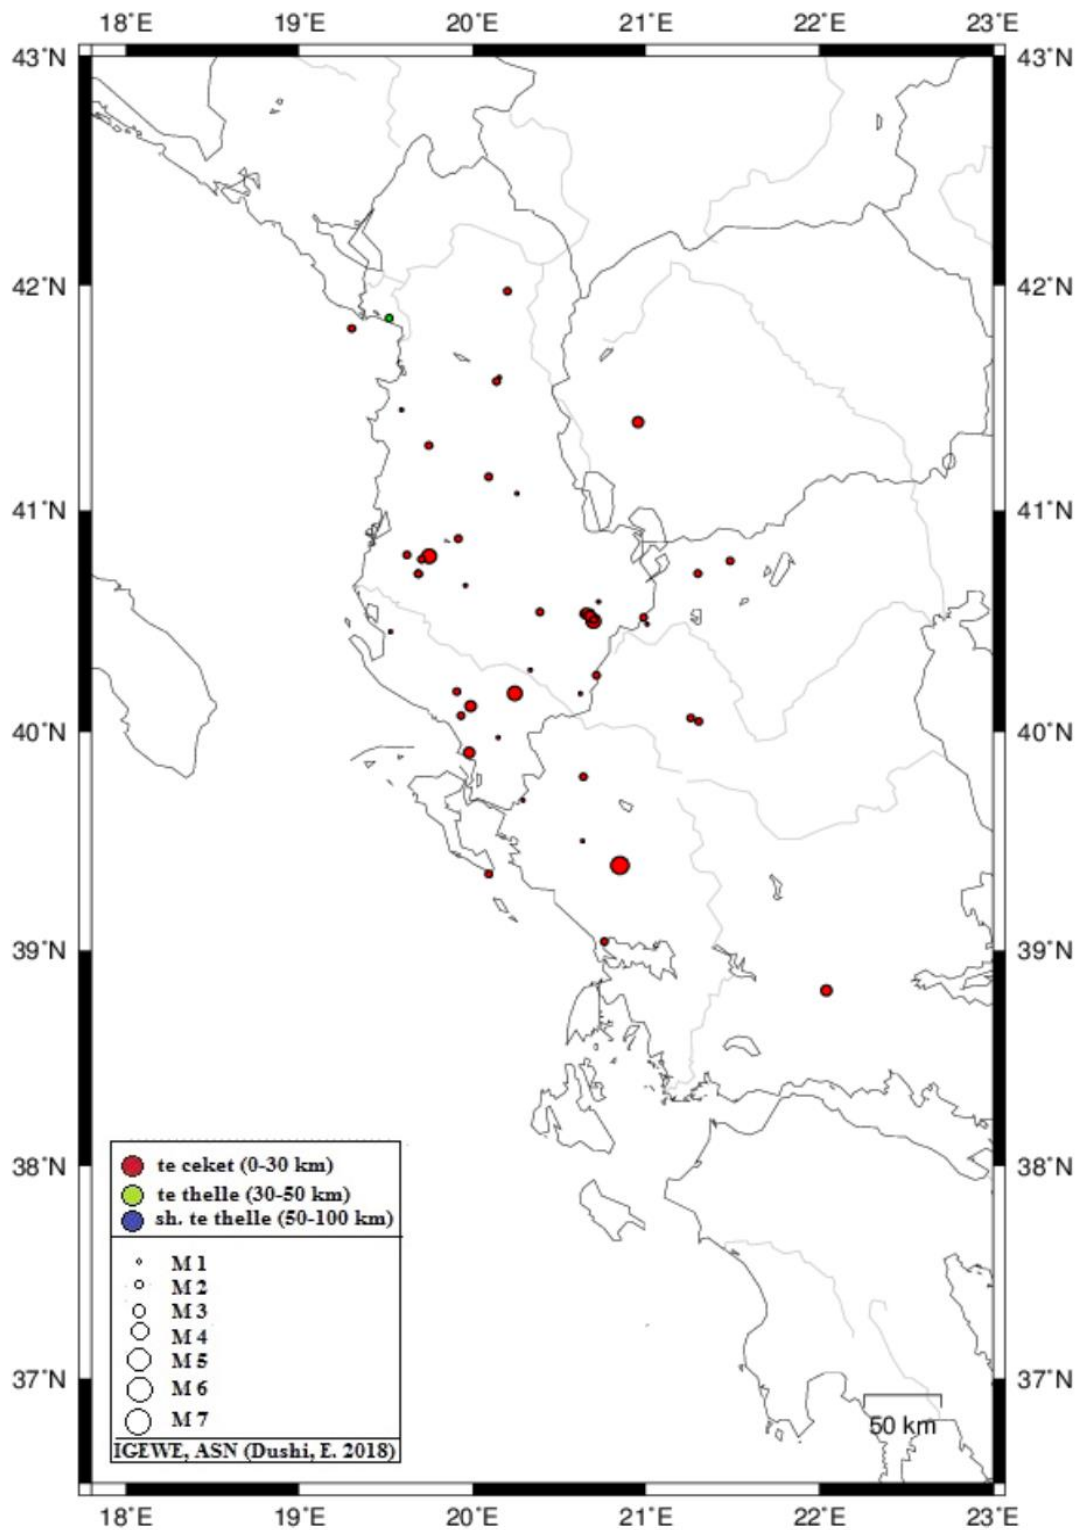 18°E 19°E 20°E 21°E 22°E 23°E
43°N 43°N
42°N 42°N
41°N 41°N
40°N 40°N
39°N 39°N
38°N 38°N
37°N 37°N
te ceket (0-30 km)
te thelle (30-50 km)
sh. te thelle (50-100 km)
M 1
M 2
M 3
M 4
M 5
M 6
M 7
IGEWE, ASN (Dushi, E. 2018)
50 km
18°E 19°E 20°E 21°E 22°E 23°E